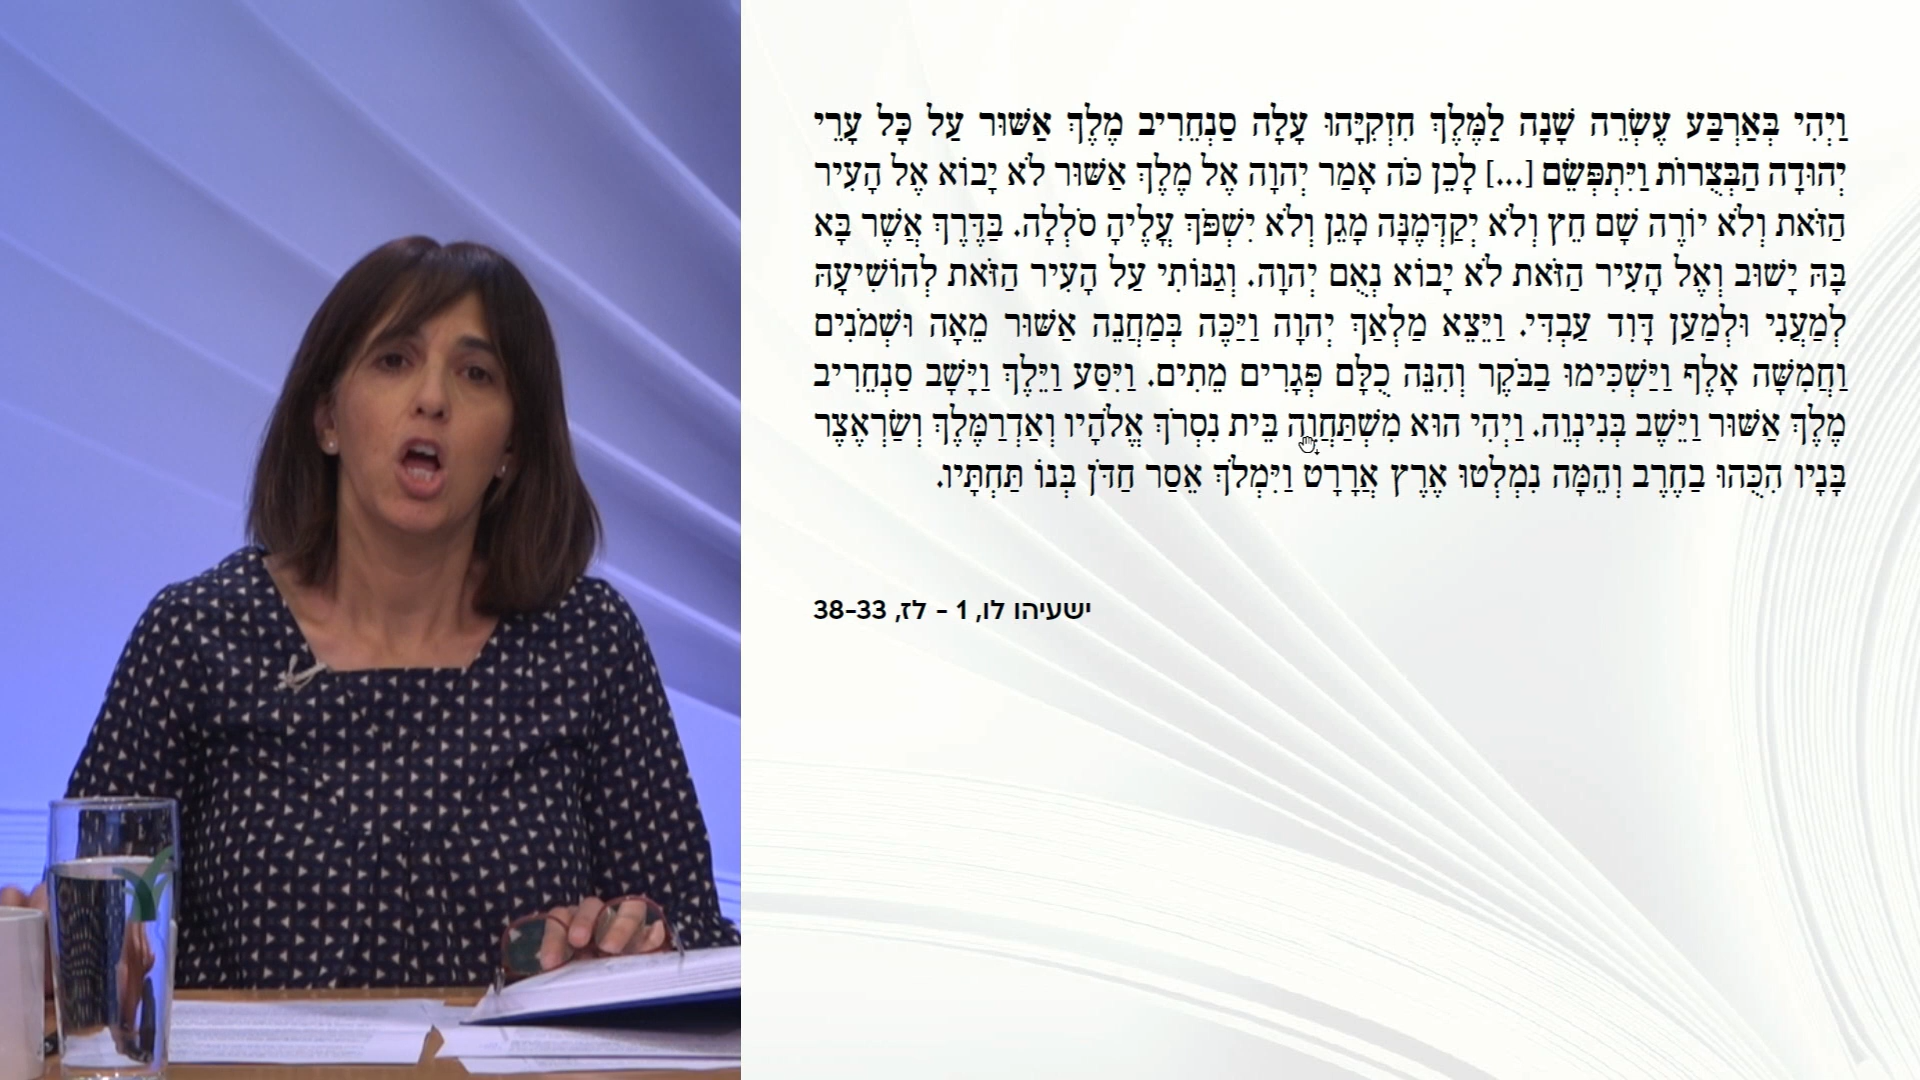 וַיְהִי בְּאַרְבַּע עֶשְׂרֵה שָׁנָה לַמֶּלֶךְ חִזְקִיָּהוּ עָלָה סַנְחֵרִיב מֶלֶךְ אַשּׁוּר עַל כָּל עָרֵי
יְהוּדָה הַבְּצֻרוֹת וַיִּתְפְּשֵׂם [...] לָכֵן כֹּה אָמַר יְהוָה אֶל מֶלֶךְ אַשּׁוּר לֹא יָבוֹא אֶל הָעִיר
הַזֹּאת וְלֹא יוֹרֶה שָׁם חֵץ וְלֹא יְקַדְּמֶנָּה מָגֵן וְלֹא יִשְׁפֹּךְ עָלֶיהָ סֹלְלָה. בַּדֶּרֶךְ אֲשֶׁר בָּא
בָּהּ יָשׁוּב וְאֶל הָעִיר הַזֹּאת לֹא יָבוֹא נְאֻם יְהוָה. וְגַנּוֹתִי עַל הָעִיר הַזֹּאת לְהוֹשִׁיעָהּ
לְמַעֲנִי וּלְמַעַן דָּוִד עַבְדִּי. וַיֵּצֵא מַלְאַךְ יְהוָה וַיַּכֶּה בְּמַחֲנֵה אַשּׁוּר מֵאָה וּשְׁמֹנִים
וַחֲמִשָּׁה אָלֶף וַיַּשְׁכִּימוּ בַבֹּקֶר וְהִנֵּה כֻלָּם פְּגָרִים מֵתִים. וַיִּסַּע וַיֵּלֶךְ וַיָּשָׁב סַנְחֵרִיב
מֶלֶךְ אַשּׁוּר וַיֵּשֶׁב בְּנִינְוֵה. וַיְהִי הוּא מִשְׁתַּחֲוֶה בֵּית נִסְרֹךְ אֱלֹהָיו וְאַדְרַמֶּלֶךְ וְשַׂרְאֶצֶר
בָּנָיו הִכֻּהוּ בַחֶרֶב וְהֵמָּה נִמְלְטוּ אֶרֶץ אֲרָרָט וַיִּמְלֹךְ אֵסַר חַדֹּן בְּנוֹ תַּחְתָּיו.
ישעיהו לו, 1 - לז, 33-38